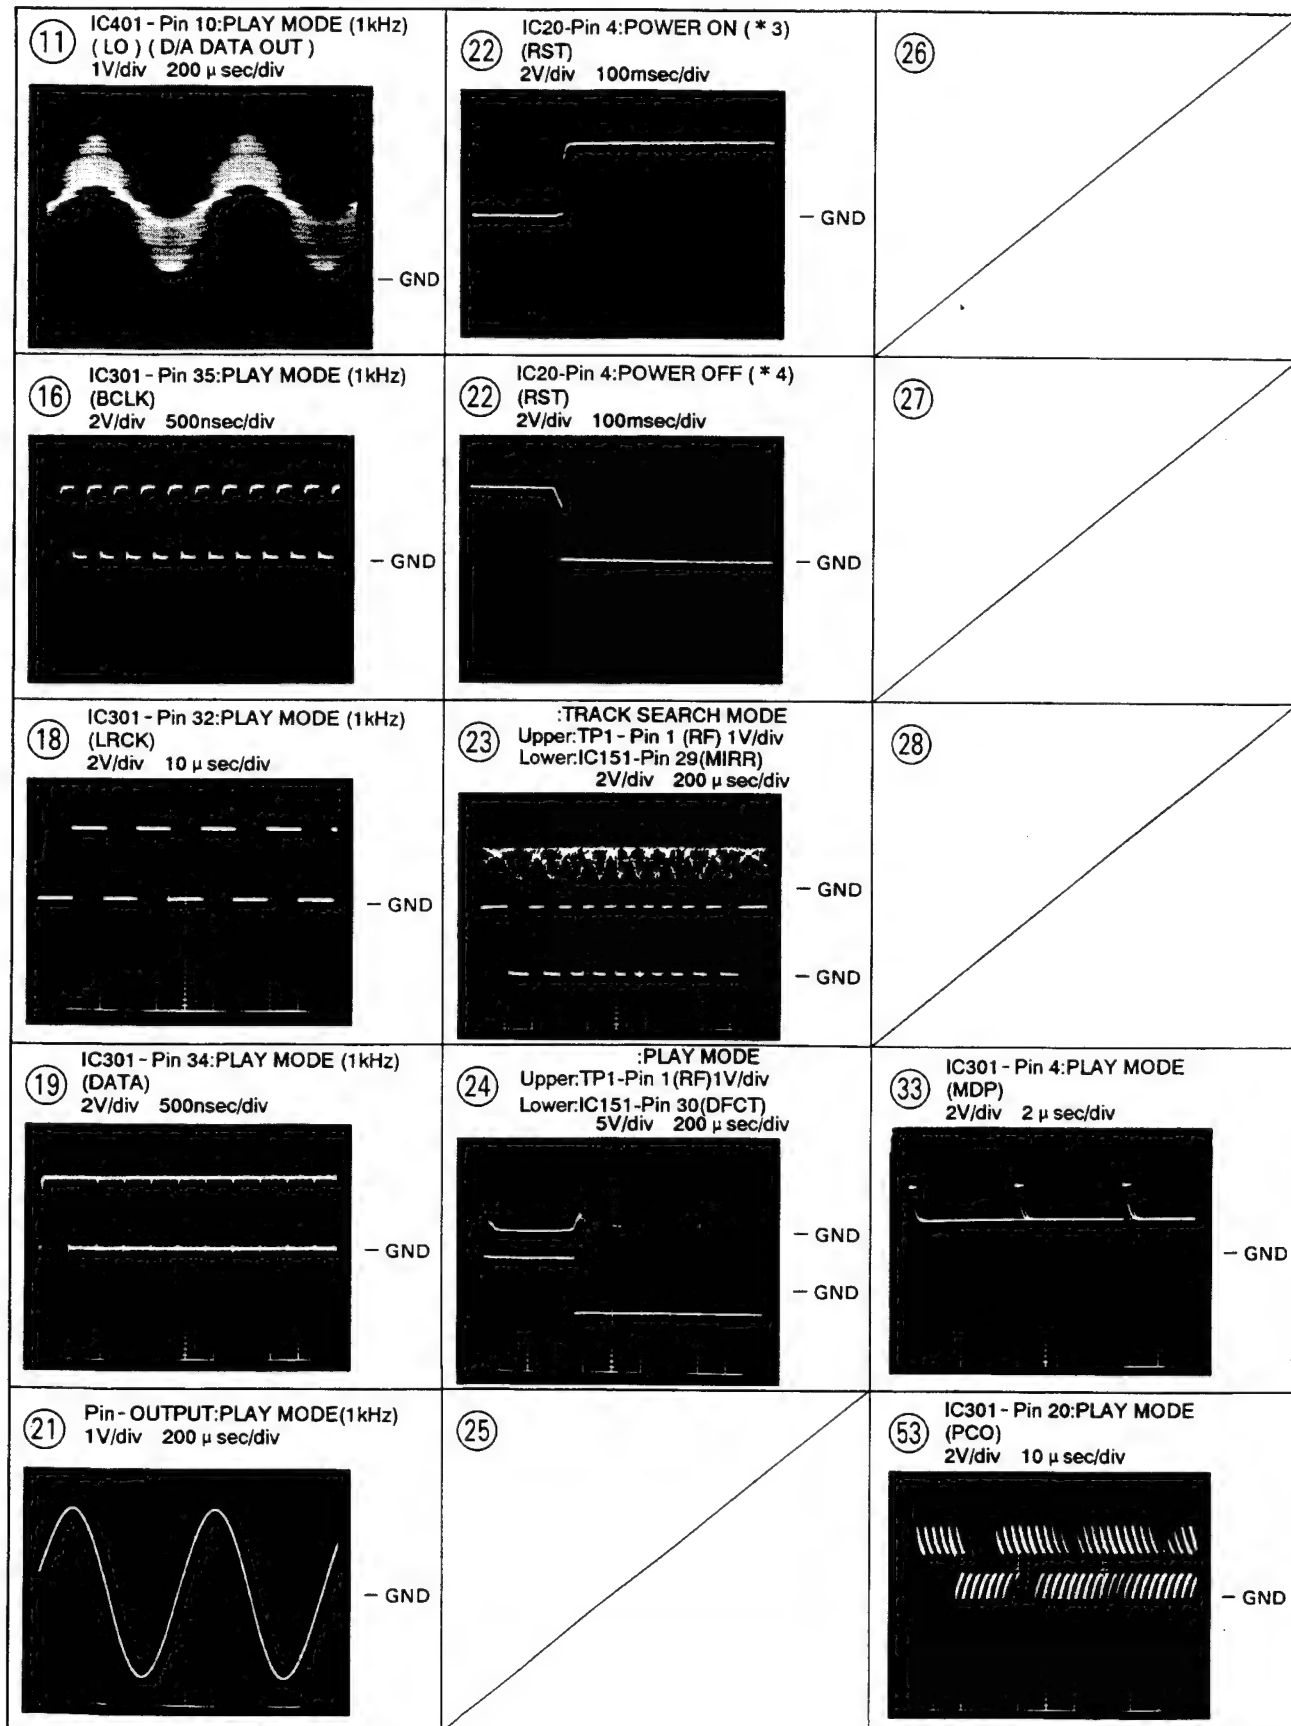 11
IC401 - Pin 10:PLAY MODE (1kHz)
( LO ) ( D/A DATA OUT )
1V/div 200 μ sec/div
– GND
22
IC20-Pin 4:POWER ON ( * 3)
(RST)
2V/div 100msec/div
– GND
26
16
IC301 - Pin 35:PLAY MODE (1kHz)
(BCLK)
2V/div 500nsec/div
– GND
22
IC20-Pin 4:POWER OFF ( * 4)
(RST)
2V/div 100msec/div
– GND
27
18
IC301 - Pin 32:PLAY MODE (1kHz)
(LRCK)
2V/div 10 μ sec/div
– GND
23
:TRACK SEARCH MODE
Upper:TP1 - Pin 1 (RF) 1V/div
Lower:IC151-Pin 29(MIRR)
2V/div 200 μ sec/div
– GND
– GND
28
19
IC301 - Pin 34:PLAY MODE (1kHz)
(DATA)
2V/div 500nsec/div
– GND
24
:PLAY MODE
Upper:TP1-Pin 1(RF)1V/div
Lower:IC151-Pin 30(DFCT)
5V/div 200 μ sec/div
– GND
– GND
33
IC301 - Pin 4:PLAY MODE
(MDP)
2V/div 2 μ sec/div
– GND
21
Pin - OUTPUT:PLAY MODE(1kHz)
1V/div 200 μ sec/div
– GND
25
53
IC301 - Pin 20:PLAY MODE
(PCO)
2V/div 10 μ sec/div
– GND